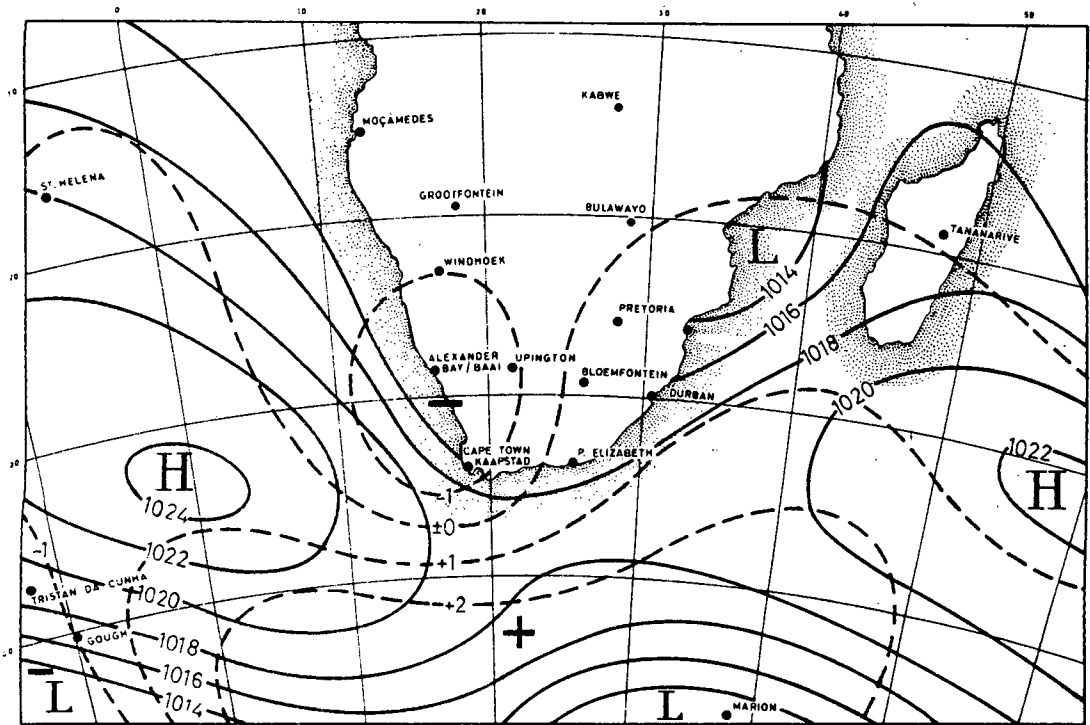 0
20
30
40
50
10
KABWE
MOÇAMEDES
ST. HELENA
GROOTFONTEIN
BULAWAYO
TANANARIVE
L
WINDHOEK
1014
20
PRETORIA
1016
1018
ALEXANDER
BAY/BAAI
UPINGTON
BLOEMFONTEIN
DURBAN
1020
−
CAPE TOWN
KAAPSTAD
P. ELIZABETH
1022
30
H
H
-1
1024
±0
1022
+1
-1
TRISTAN DA CUNHA
1020
+2
GOUGH
1018
+
1016
−
L
1014
L
MARION